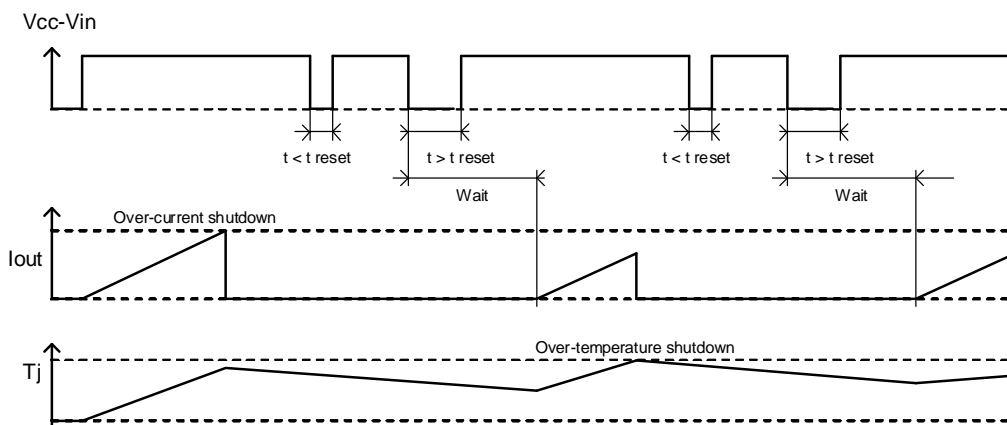 Vcc-Vin
t < t reset
t > t reset
t < t reset
t > t reset
Wait
Wait
Over-current shutdown
Iout
Over-temperature shutdown
Tj